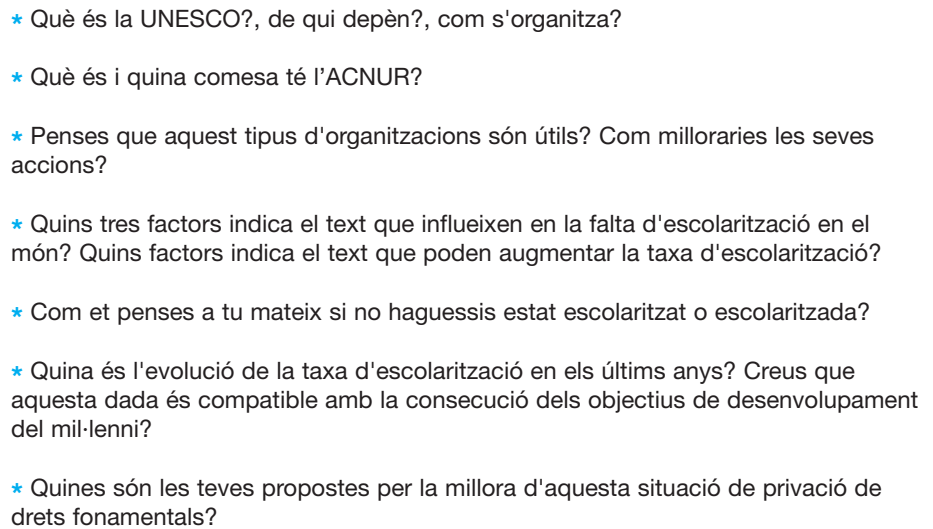 * Què és la UNESCO?, de qui depèn?, com s'organitza?
* Què és i quina comesa té l’ACNUR?
* Penses que aquest tipus d'organitzacions són útils? Com milloraries les seves
accions?
* Quins tres factors indica el text que influeixen en la falta d'escolarització en el
món? Quins factors indica el text que poden augmentar la taxa d'escolarització?
* Com et penses a tu mateix si no haguessis estat escolaritzat o escolaritzada?
* Quina és l'evolució de la taxa d'escolarització en els últims anys? Creus que
aquesta dada és compatible amb la consecució dels objectius de desenvolupament
del mil·lenni?
* Quines són les teves propostes per la millora d'aquesta situació de privació de
drets fonamentals?